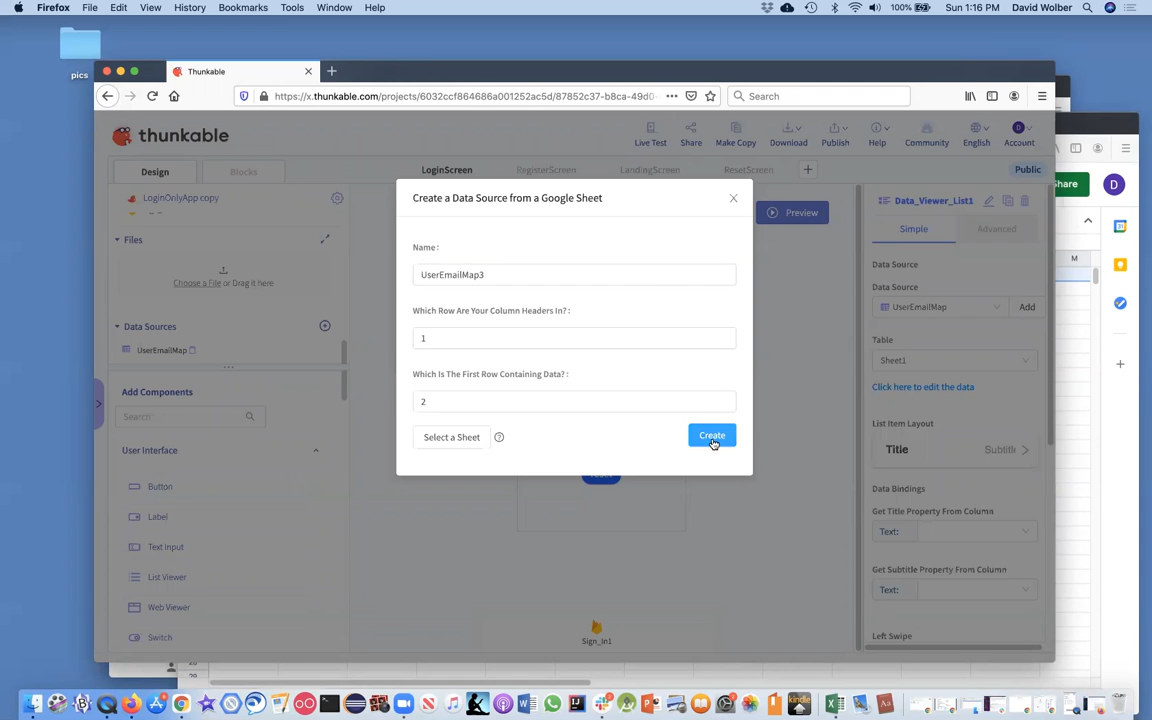 Firefox File Edit View History Bookmarks Tools Window Help 100% Sun 1:16 PM David Wolber
pics
Thunkable
https://x.thunkable.com/projects/6032ccf864686a001252ac5d/87852c37-b8ca-49d0- Search
thunkable
Live Test Share Make Copy Download Publish Help Community English Account
D
Design Blocks LoginScreen RegisterScreen LandingScreen ResetScreen Public
Share D
LoginOnlyApp copy
Create a Data Source from a Google Sheet
Preview
Data_Viewer_List1
Simple Advanced
Files
Choose a File or Drag it here
Name :
UserEmailMap3
Which Row Are Your Column Headers In? :
1
Which Is The First Row Containing Data? :
2
Select a Sheet
Create
Data Sources
UserEmailMap
Add Components
Search
User Interface
Button
Label
Text Input
List Viewer
Web Viewer
Switch
Sign_In1
Data Source
Data Source
UserEmailMap Add
Table
Sheet1
Click here to edit the data
List Item Layout
Title Subtitle
Data Bindings
Get Title Property From Column
Text:
Get Subtitle Property From Column
Text:
Left Swipe
M